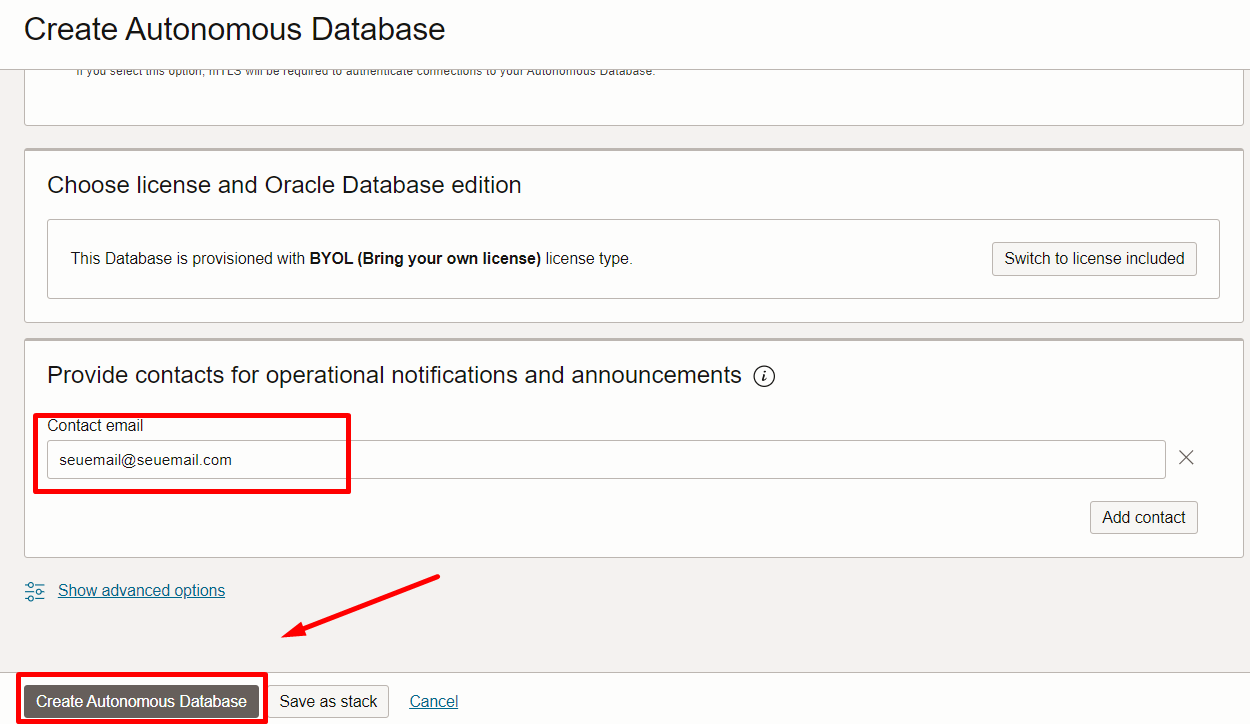 Create Autonomous Database
If you select this option, mTLS will be required to authenticate connections to your Autonomous Database.
Choose license and Oracle Database edition
This Database is provisioned with BYOL (Bring your own license) license type.
Switch to license included
Provide contacts for operational notifications and announcements
Contact email
seuemail@seuemail.com
Add contact
Show advanced options
Create Autonomous Database
Save as stack
Cancel